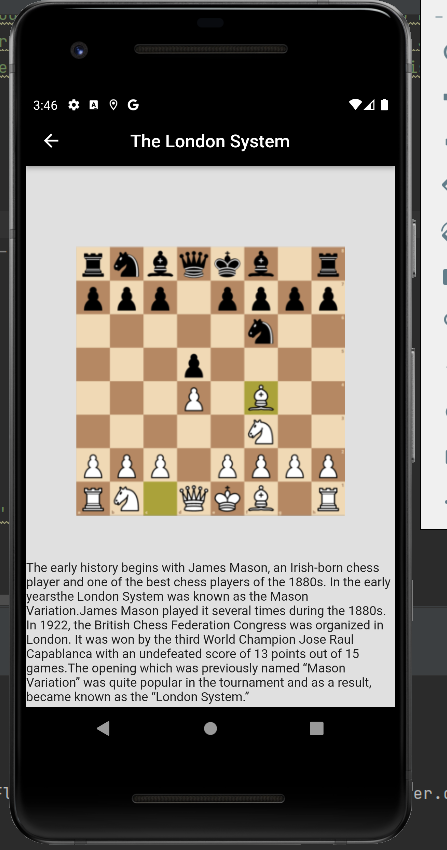 3:46
The London System
The early history begins with James Mason, an Irish-born chess
player and one of the best chess players of the 1880s. In the early
yearsthe London System was known as the Mason
Variation.James Mason played it several times during the 1880s.
In 1922, the British Chess Federation Congress was organized in
London. It was won by the third World Champion Jose Raul
Capablanca with an undefeated score of 13 points out of 15
games.The opening which was previously named “Mason
Variation” was quite popular in the tournament and as a result,
became known as the “London System.”